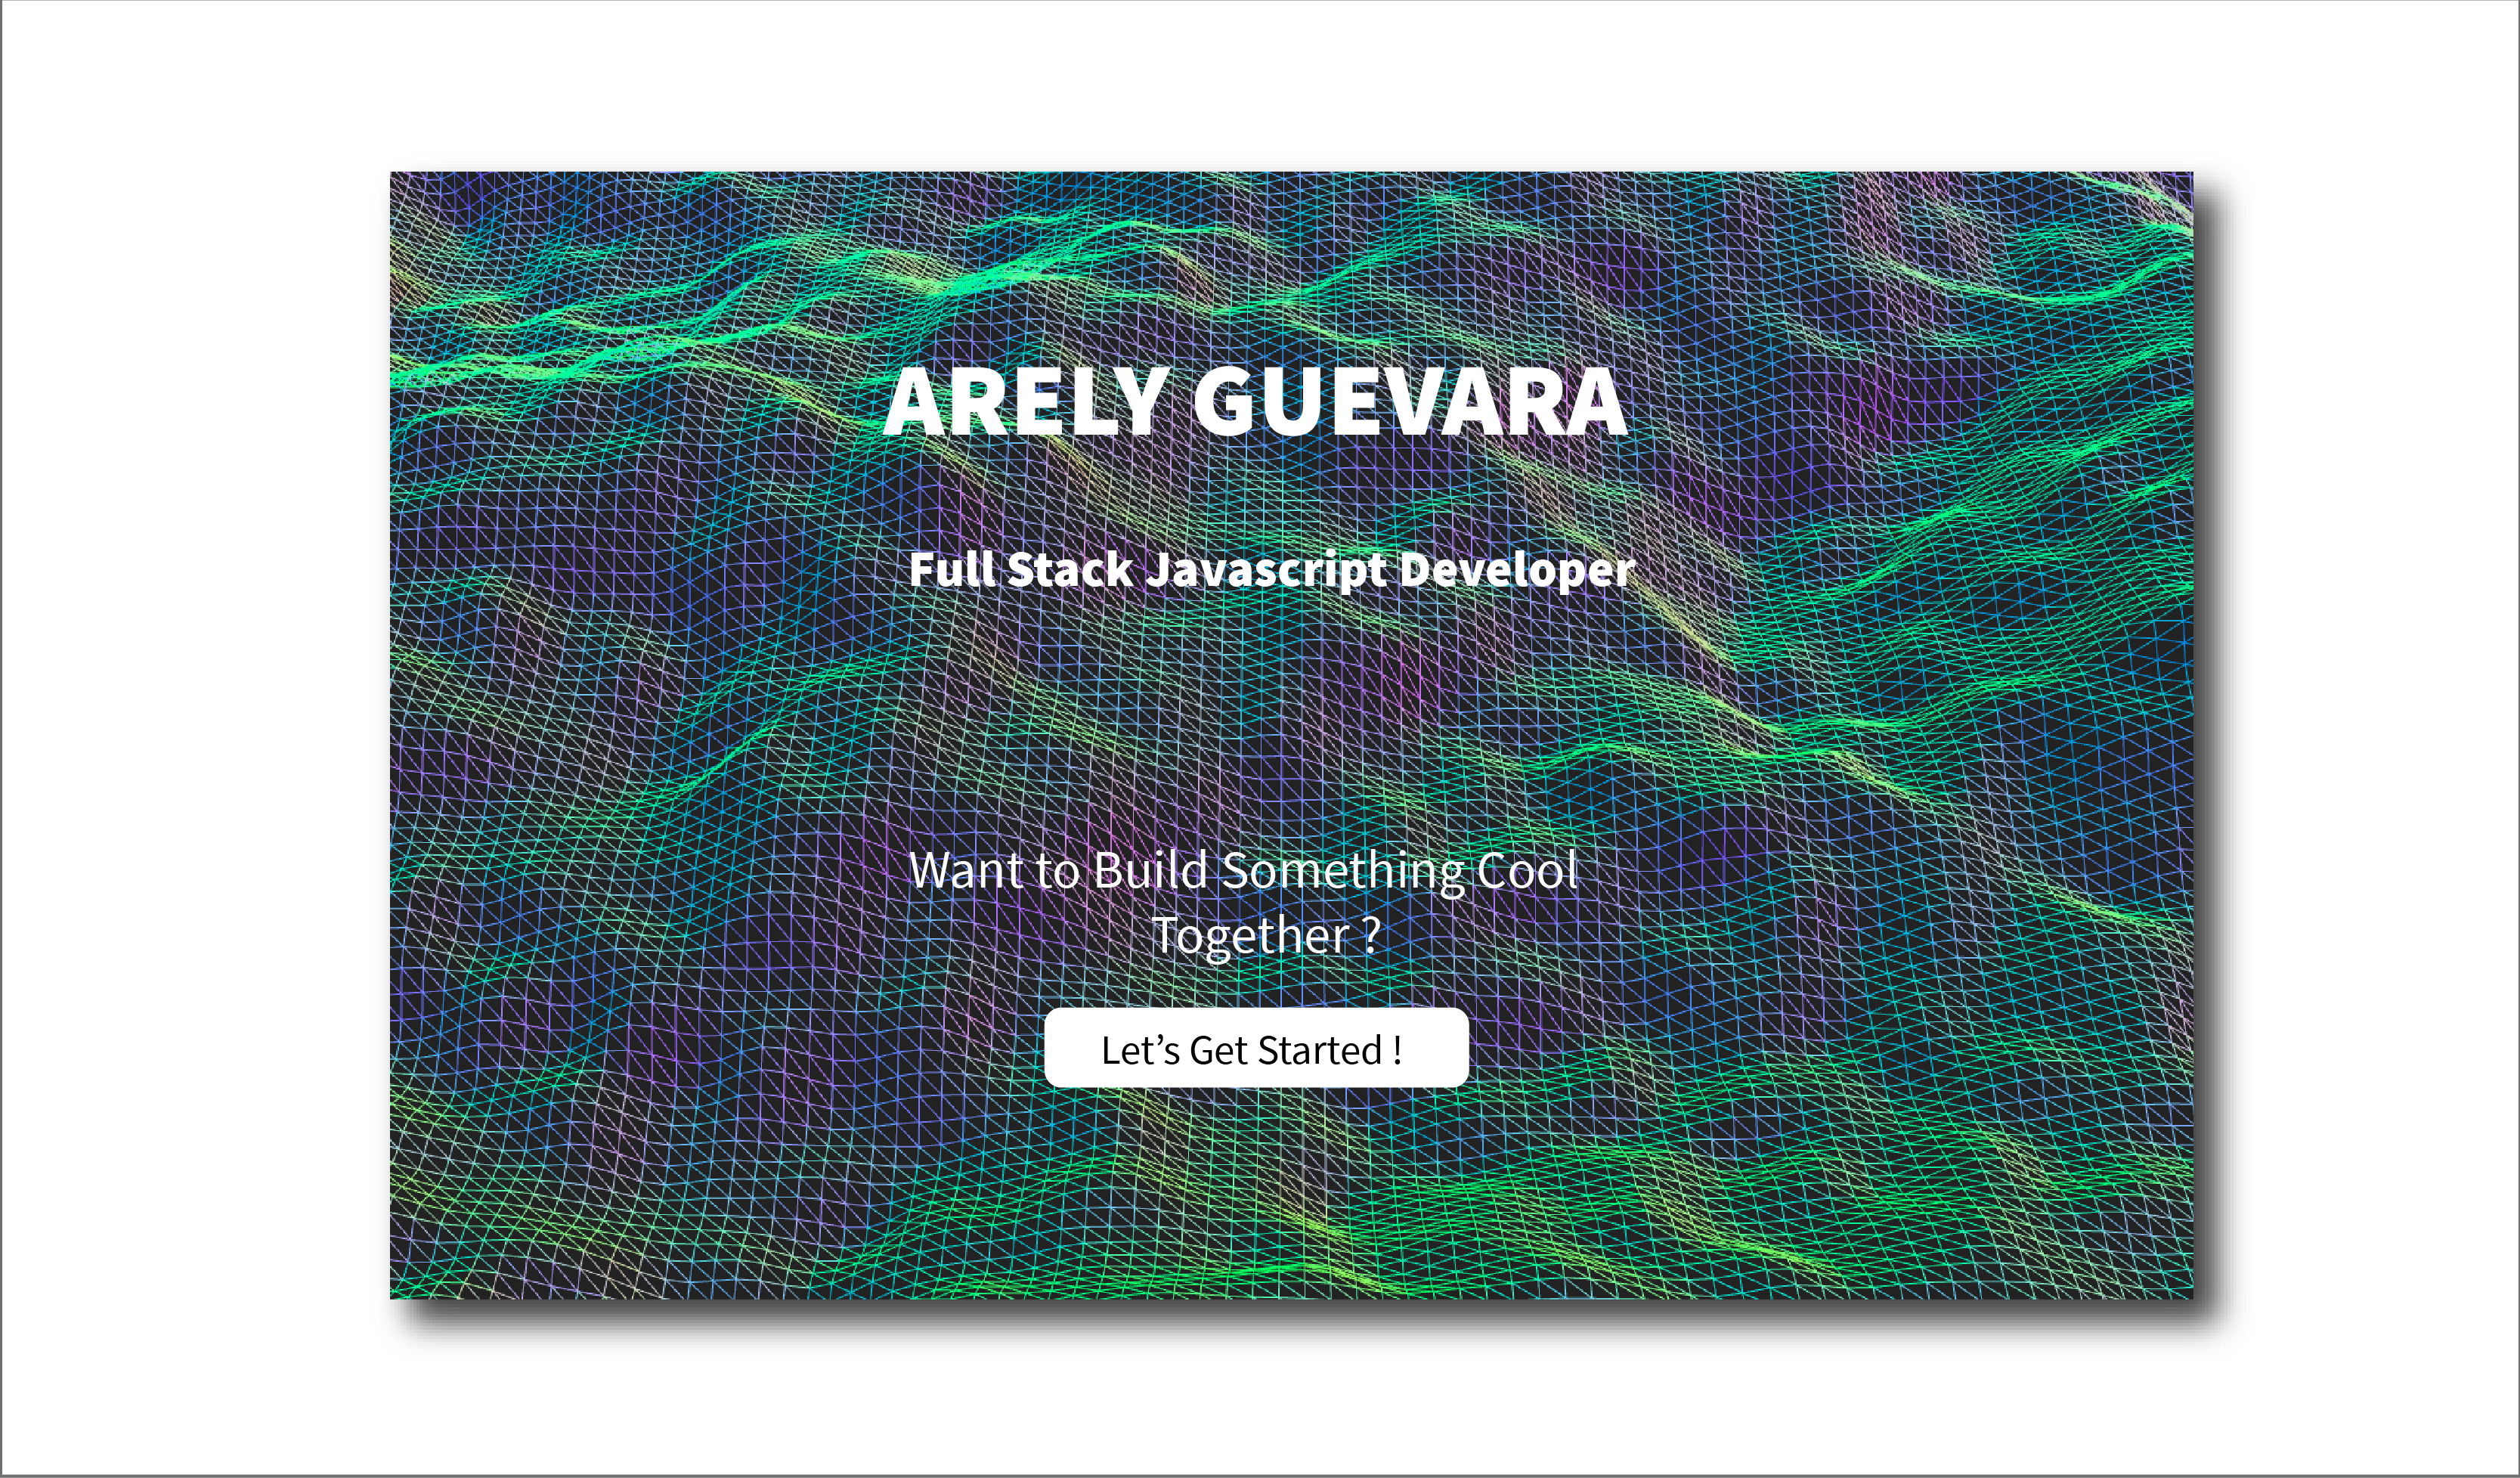 ARELY GUEVARA
Full Stack Javascript Developer
Want to Build Something Cool
Together ?
Let’s Get Started !